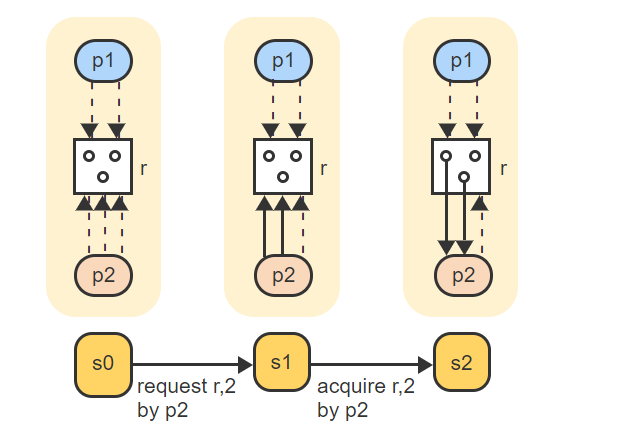 p1 p1 p1
r r r
p2 p2 p2
s0 s1 s2
request r,2 acquire r,2
by p2 by p2